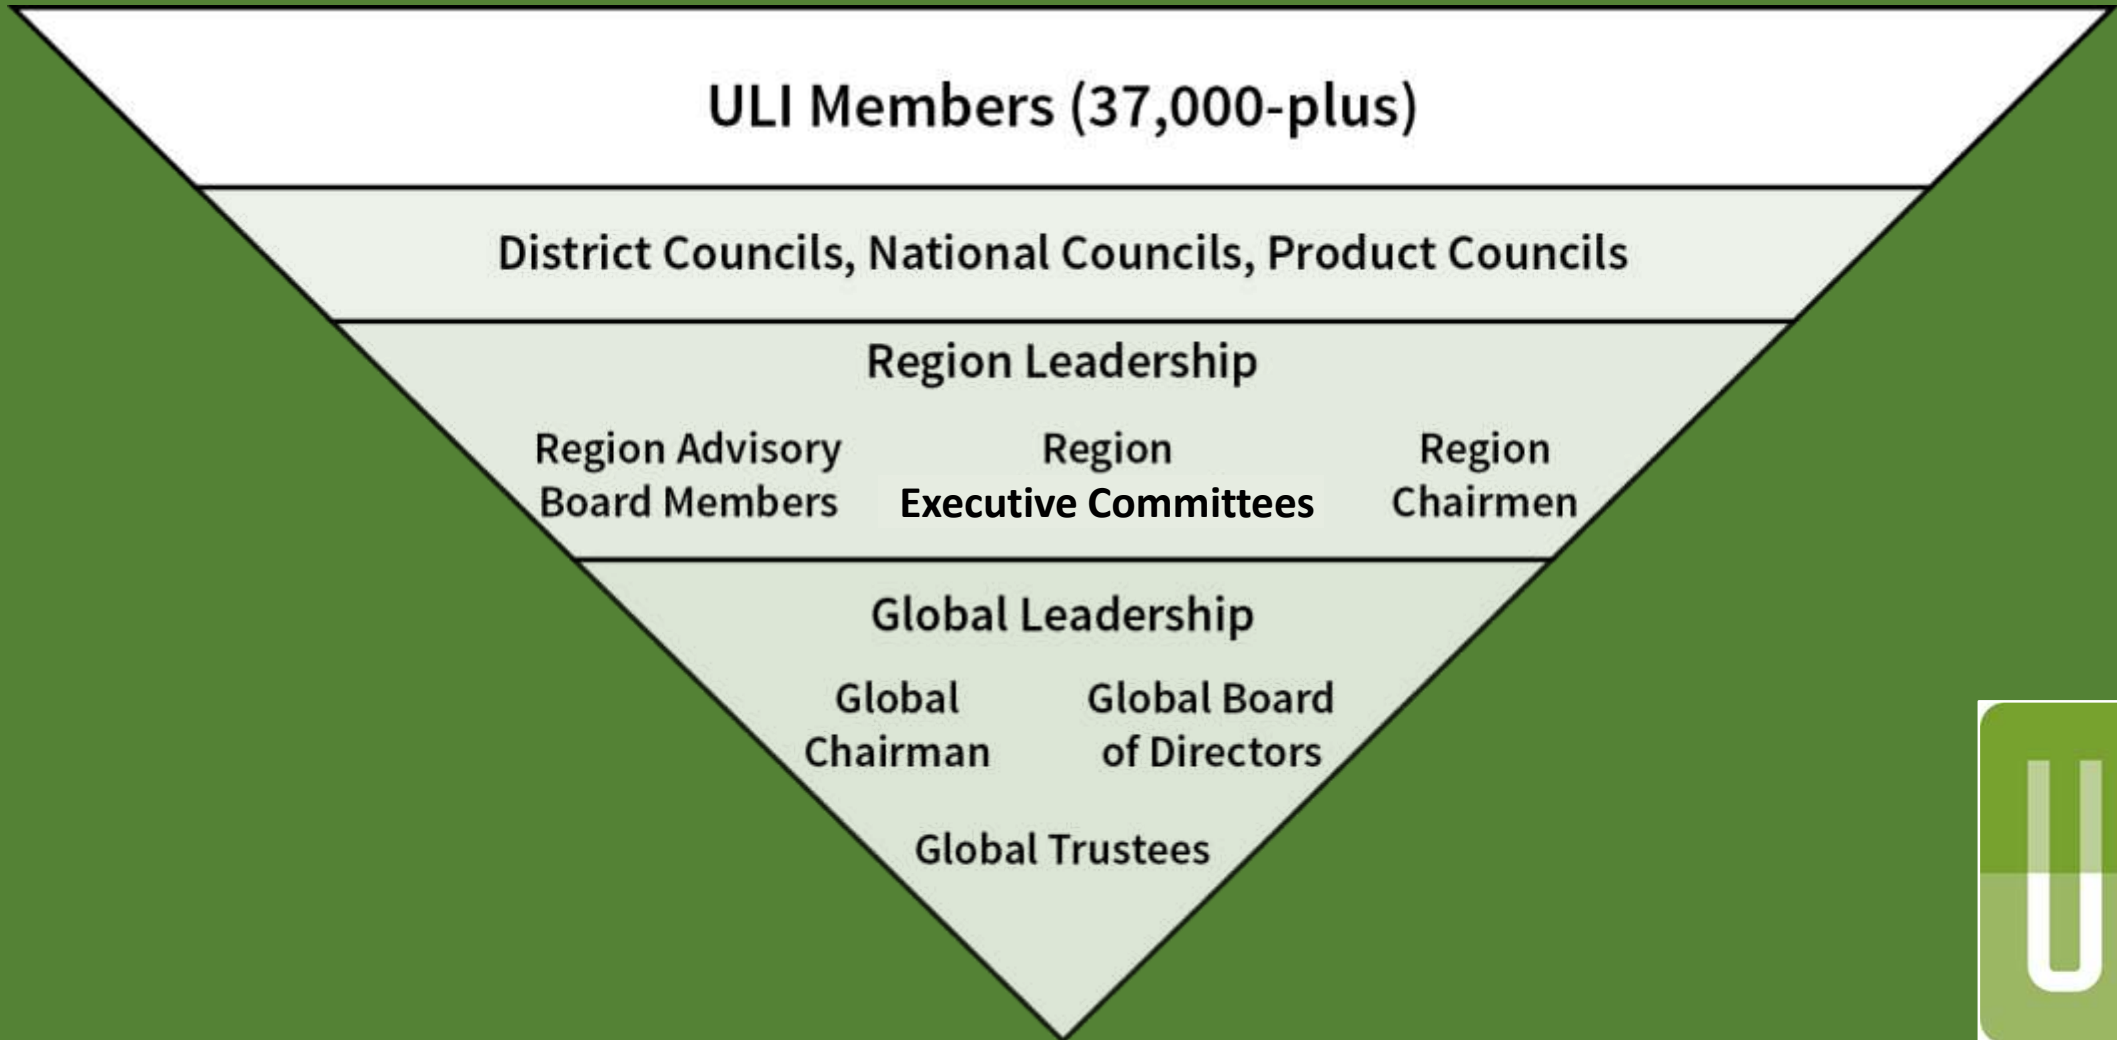 ULI Members (37,000-plus)
District Councils, National Councils, Product Councils
Region Leadership
Region Advisory
Board Members
Region
Executive Committees
Region
Chairmen
Global Leadership
Global
Chairman
Global Board
of Directors
Global Trustees
U